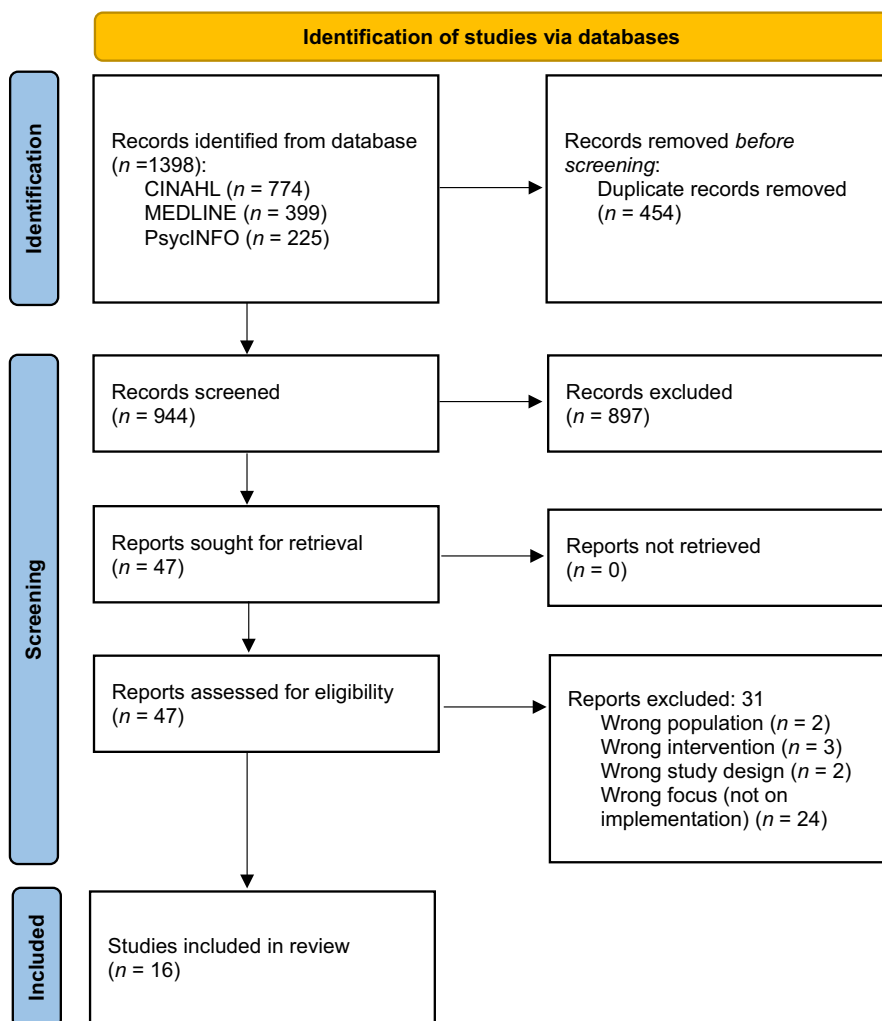 Identification of studies via databases
Identification
Records identified from database
(n =1398):
CINAHL (n = 774)
MEDLINE (n = 399)
PsycINFO (n = 225)
Records removed before
screening:
Duplicate records removed
(n = 454)
Screening
Records screened
(n = 944)
Records excluded
(n = 897)
Reports sought for retrieval
(n = 47)
Reports not retrieved
(n = 0)
Reports assessed for eligibility
(n = 47)
Reports excluded: 31
Wrong population (n = 2)
Wrong intervention (n = 3)
Wrong study design (n = 2)
Wrong focus (not on
implementation) (n = 24)
Included
Studies included in review
(n = 16)